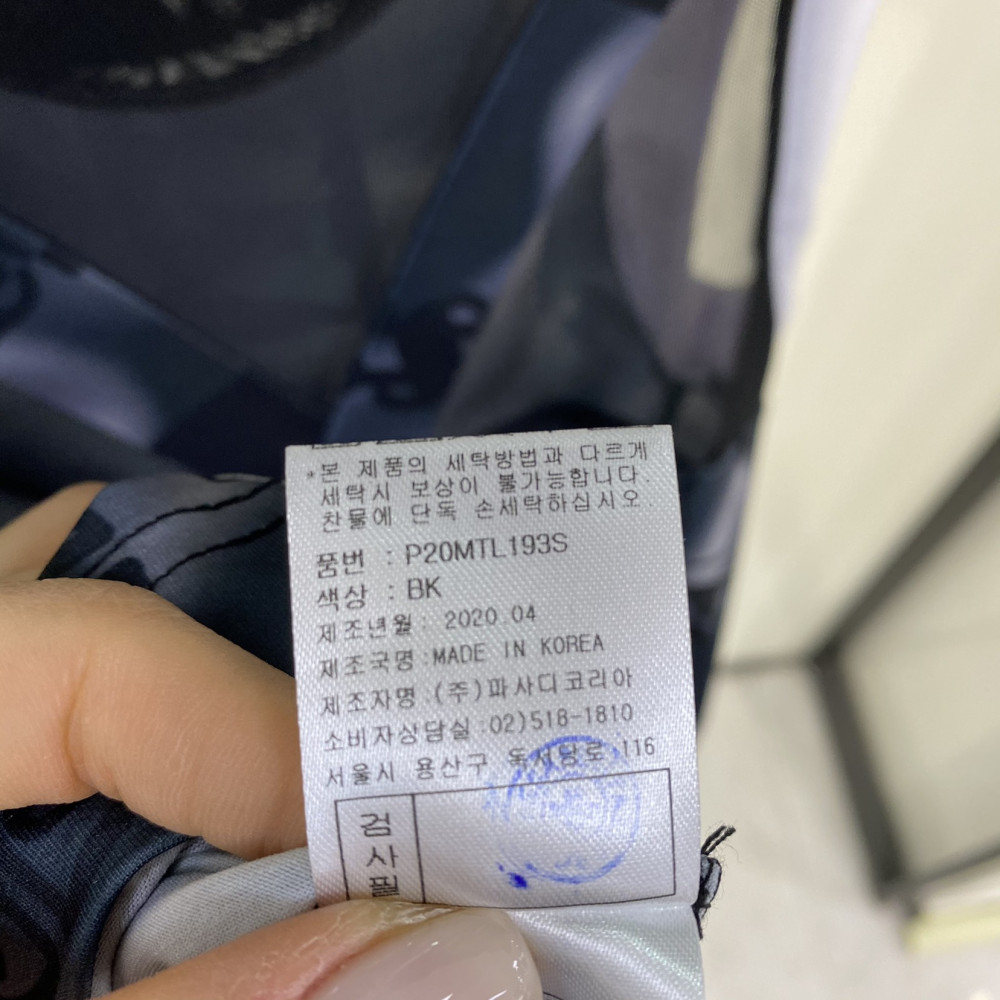 *본 제품의 세탁방법과 다르게
세탁시 보상이 불가능합니다.
찬물에 단독 손세탁하십시오.
품번 : P20MTL193S
색상 : BK
제조년월: 2020.04
제조국명:MADE IN KOREA
제조자명:(주)파사디코리아
소비자상담실:02)518-1810
서울시 용산구 독서당로 116
검
사
필